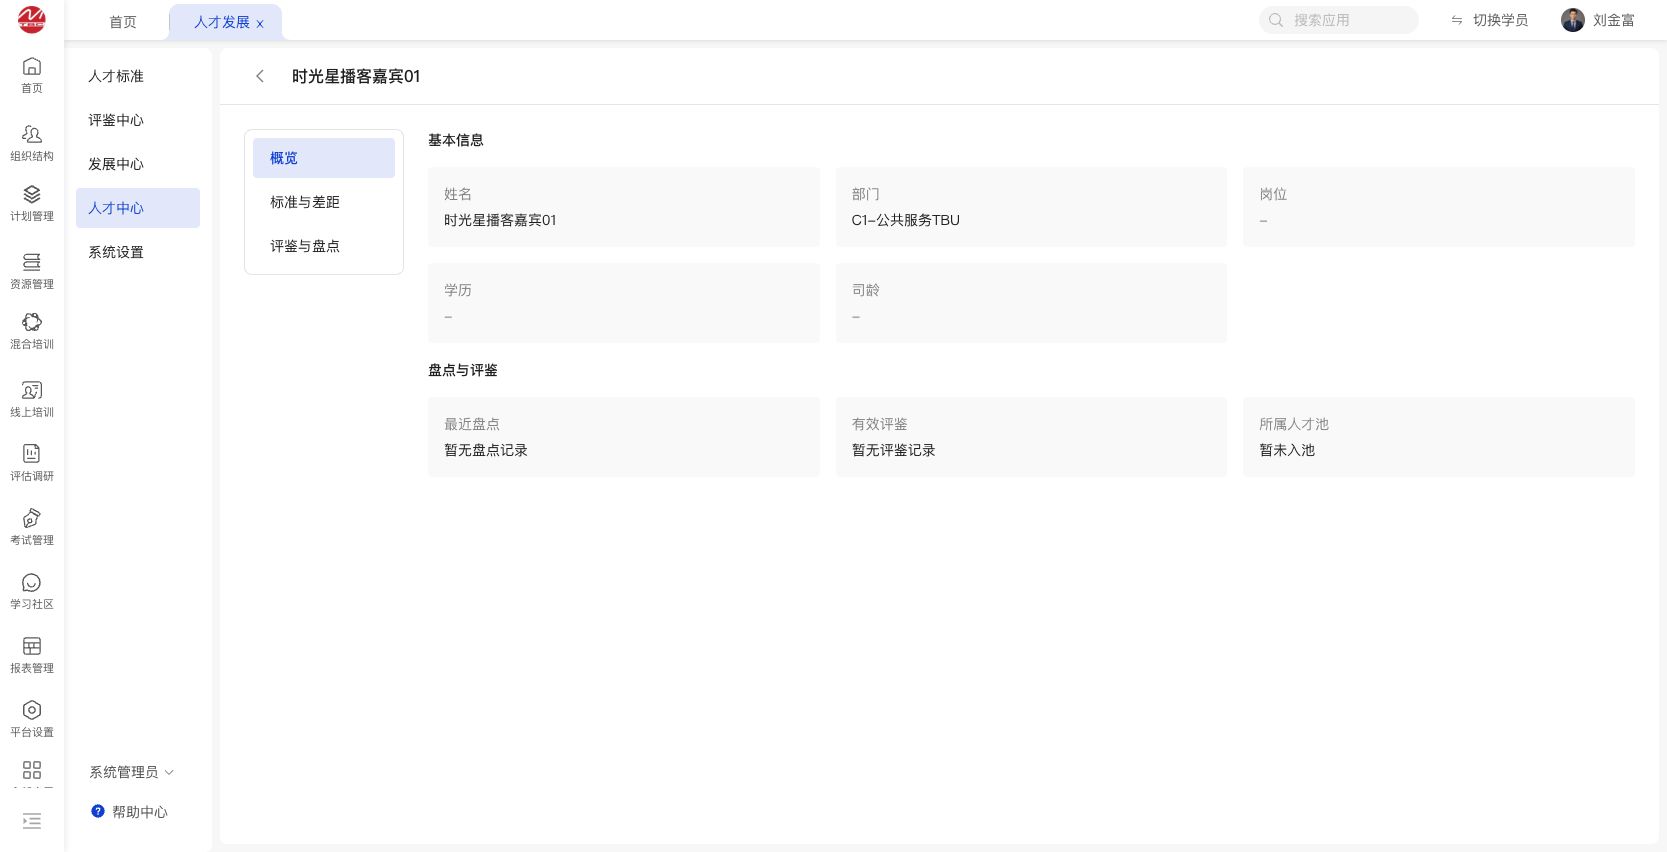 首页
人才发展 x
搜索应用
切换学员
刘金富
首页
组织结构
计划管理
资源管理
混合培训
线上培训
评估调研
考试管理
学习社区
报表管理
平台设置
人才标准
评鉴中心
发展中心
人才中心
系统设置
系统管理员
帮助中心
时光星播客嘉宾01
概览
标准与差距
评鉴与盘点
基本信息
姓名
时光星播客嘉宾01
部门
C1-公共服务TBU
岗位
-
学历
-
司龄
-
盘点与评鉴
最近盘点
暂无盘点记录
有效评鉴
暂无评鉴记录
所属人才池
暂未入池